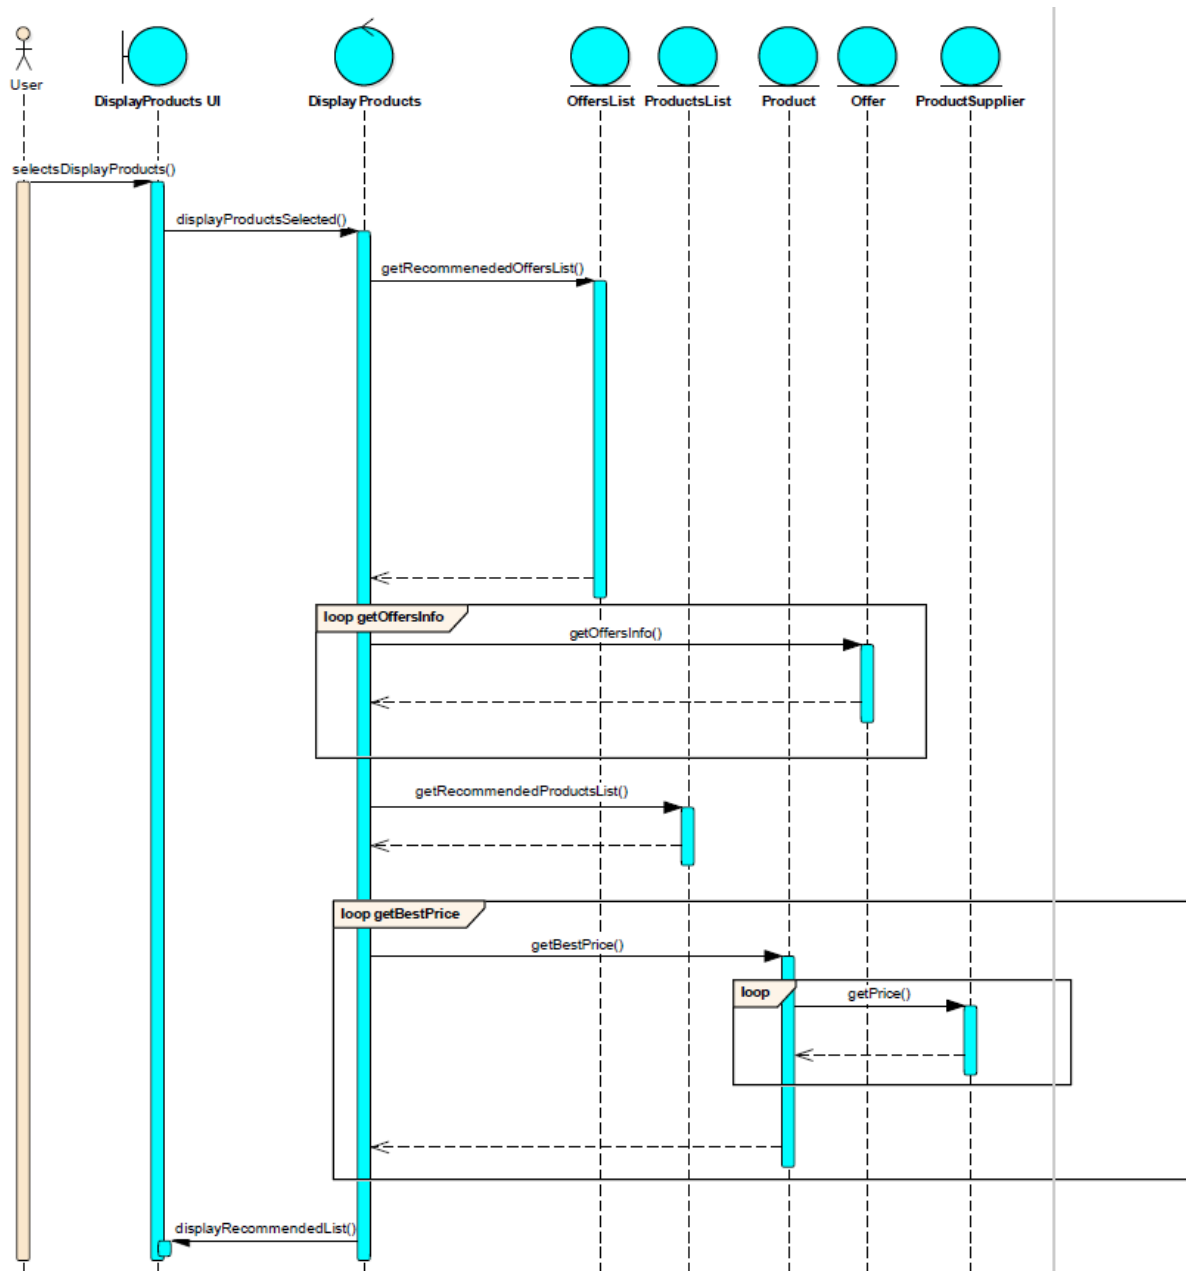 User
DisplayProducts UI
Display Products
OffersList
ProductsList
Product
Offer
ProductSupplier
selectsDisplayProducts()
displayProductsSelected()
getRecommenededOffersList()
loop getOffersInfo
getOffersInfo()
getRecommendedProductsList()
loop getBestPrice
getBestPrice()
loop
getPrice()
displayRecommendedList()